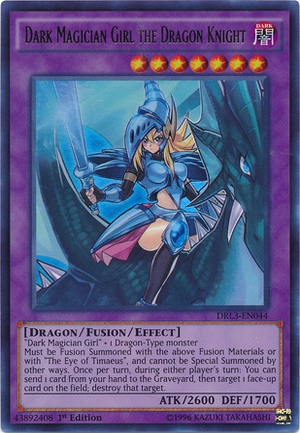 DARK MAGICIAN GIRL THE DRAGON KNIGHT
DARK
闇
DRL3-EN044
[DRAGON/FUSION/EFFECT]
"Dark Magician Girl" + 1 Dragon-Type monster
Must be Fusion Summoned with the above Fusion Materials or
with "The Eye of Timaeus", and cannot be Special Summoned by
other ways. Once per turn, during either player's turn: You can
send 1 card from your hand to the Graveyard, then target 1 face-up
card on the field; destroy that target.
ATK/2600 DEF/1700
43892408 1st Edition ©1996 KAZUKI TAKAHASHI